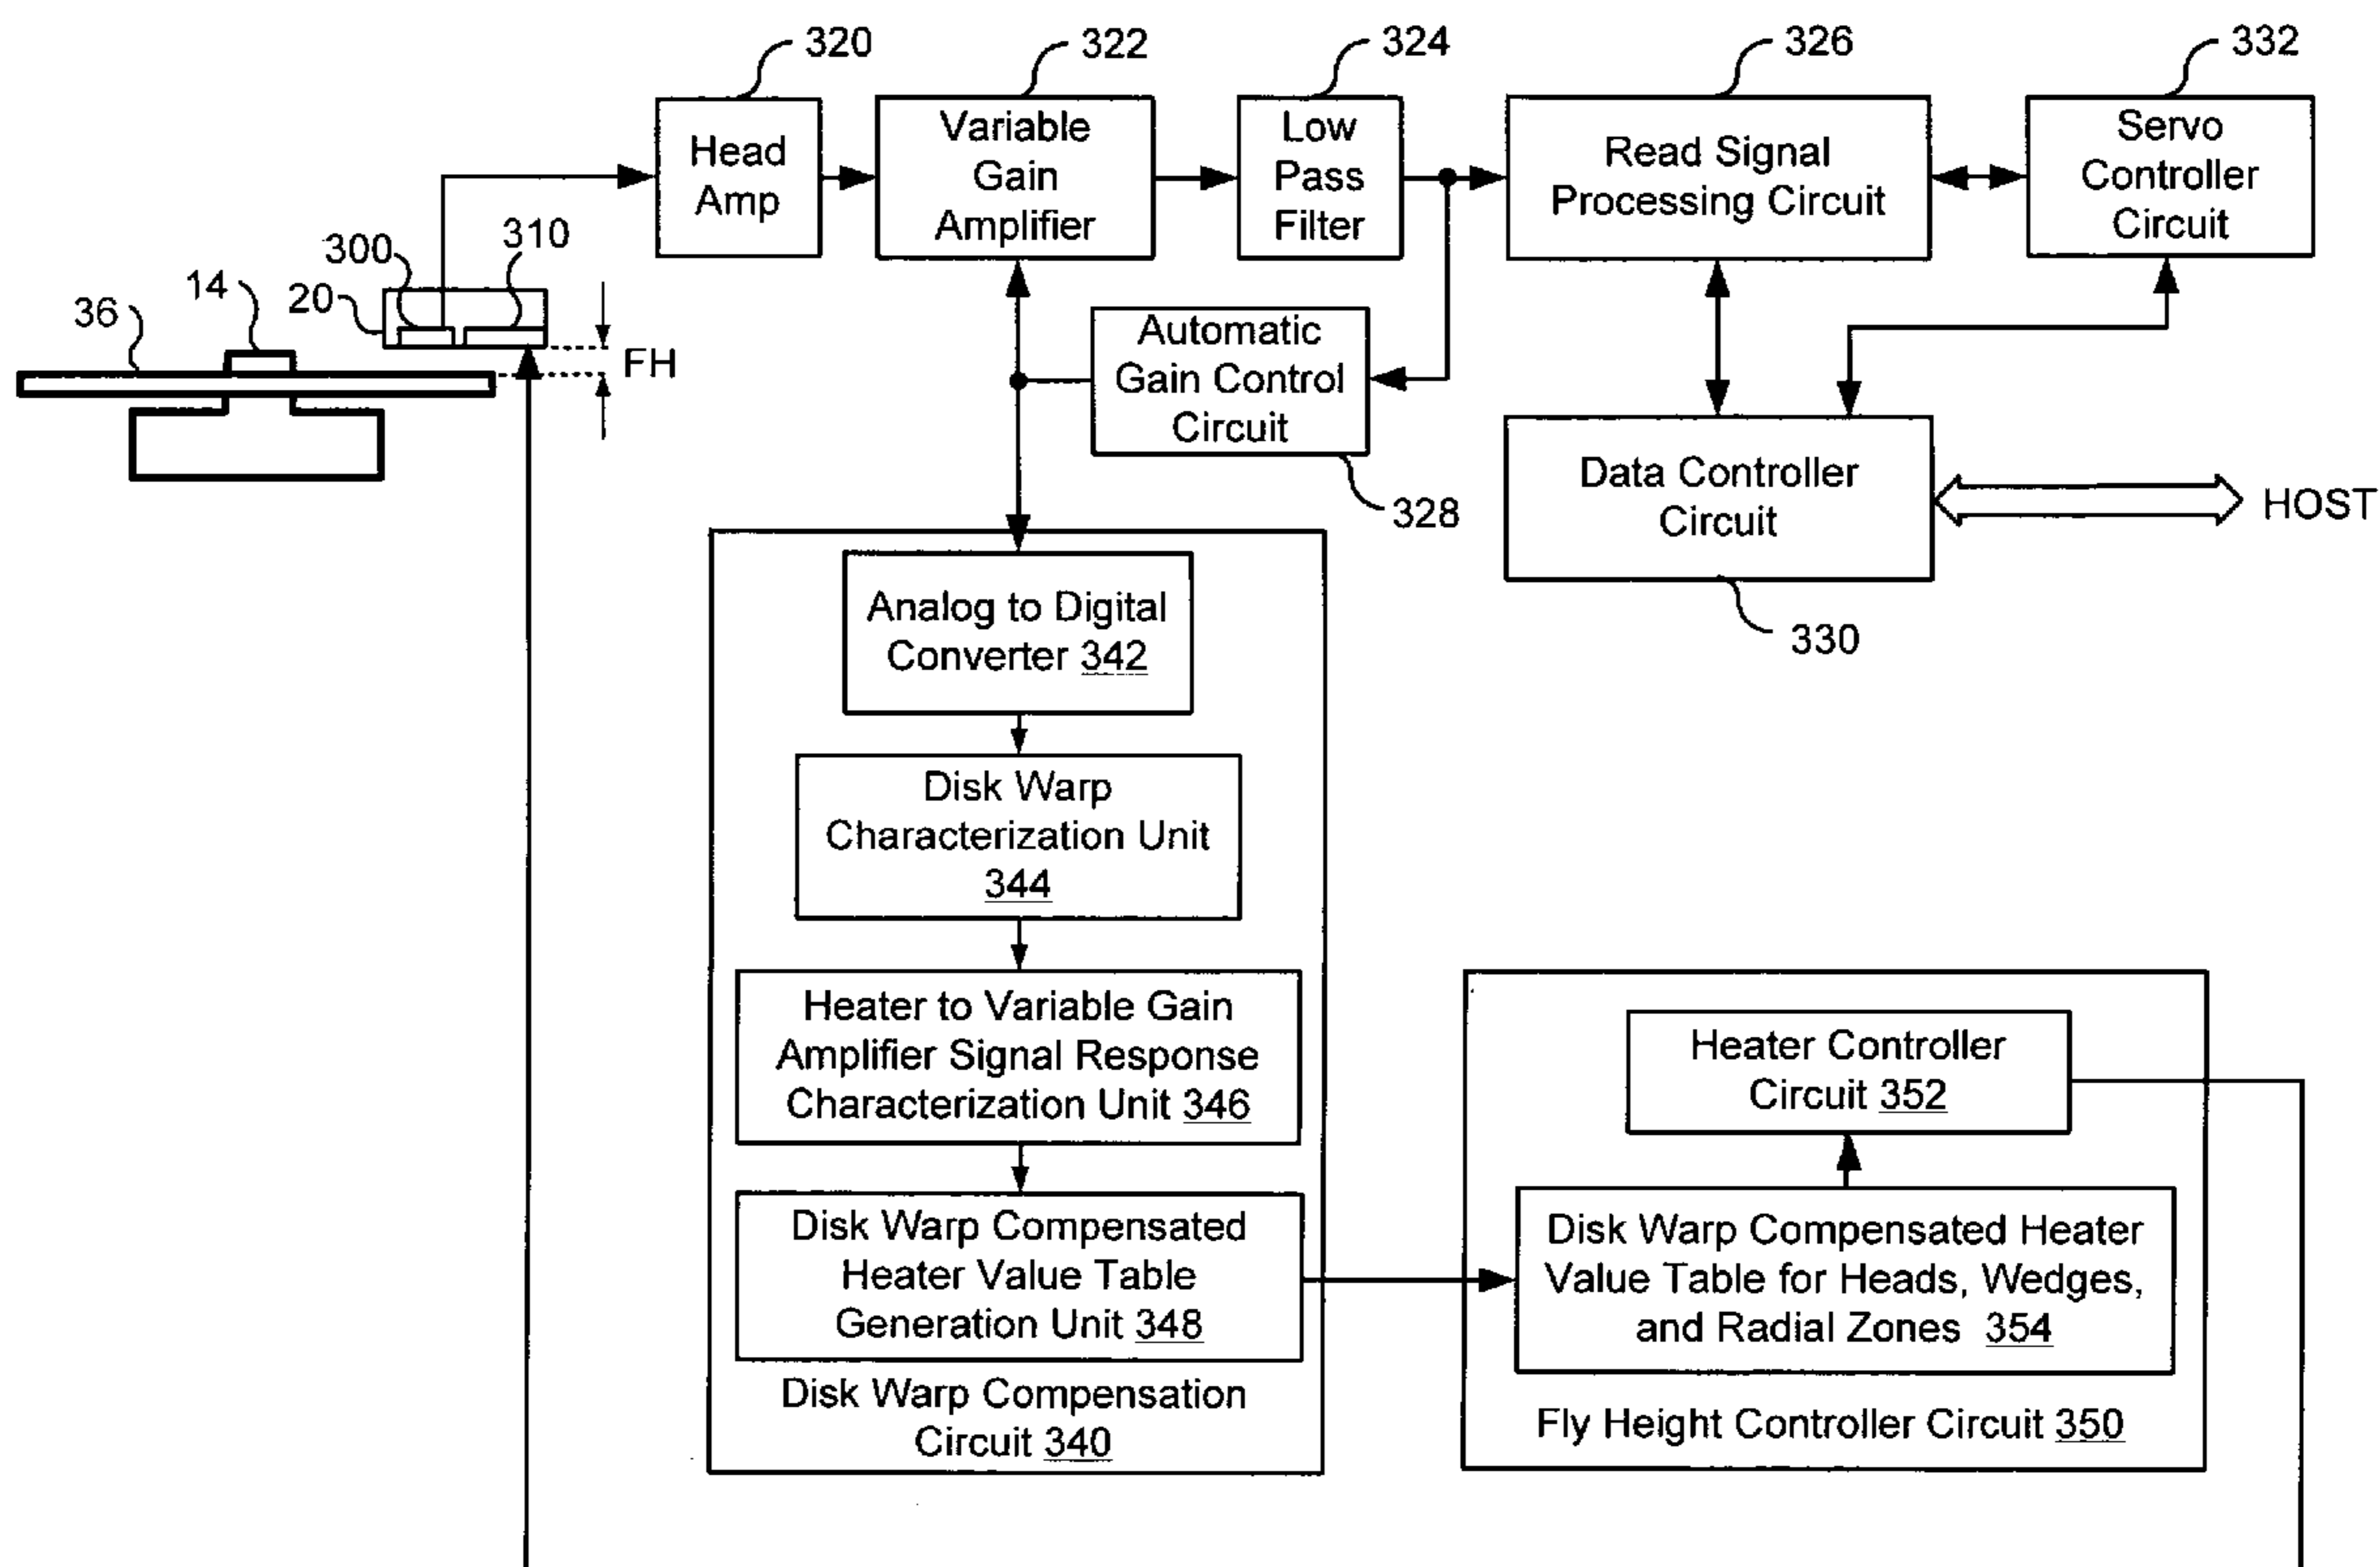 320
322
324
326
332
Head
Amp
Variable
Gain
Amplifier
Low
Pass
Filter
Read Signal
Processing Circuit
Servo
Controller
Circuit
300
310
14
20
36
FH
Automatic
Gain Control
Circuit
328
Data Controller
Circuit
HOST
330
Analog to Digital
Converter 342
Disk Warp
Characterization Unit
344
Heater to Variable Gain
Amplifier Signal Response
Characterization Unit 346
Disk Warp Compensated
Heater Value Table
Generation Unit 348
Disk Warp Compensation
Circuit 340
Heater Controller
Circuit 352
Disk Warp Compensated Heater
Value Table for Heads, Wedges,
and Radial Zones 354
Fly Height Controller Circuit 350